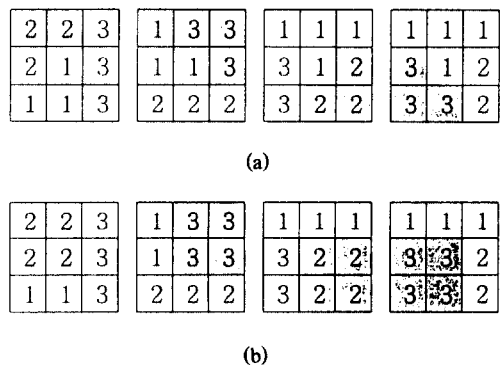 2 2 3 1 3 3 1 1 1 1 1 1
2 1 3 1 1 3 3 1 2 3 1 2
1 1 3 2 2 2 3 2 2 3 3 2
(a)
2 2 3 1 3 3 1 1 1 1 1 1
2 2 3 1 3 3 3 2 2 3 3 2
1 1 3 2 2 2 3 2 2 3 3 2
(b)